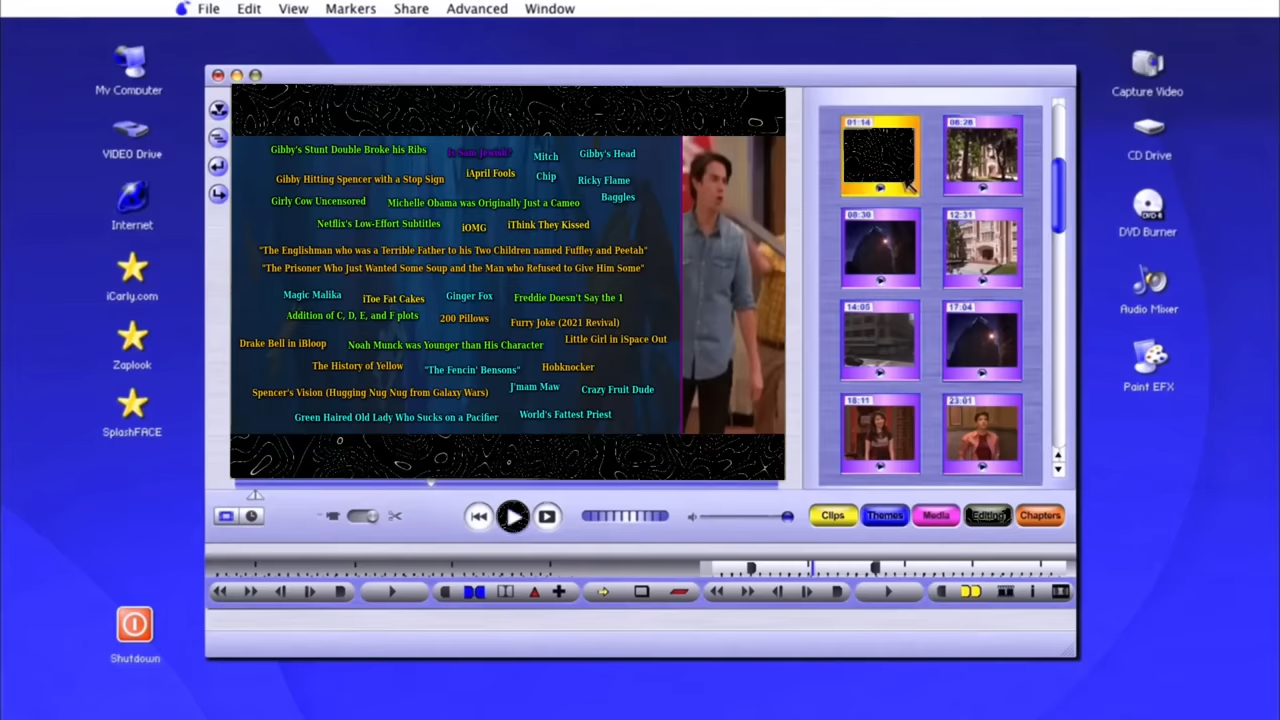 File Edit View Markers Share Advanced Window
My Computer
VIDEO Drive
Internet
iCarly.com
Zaplook
SplashFACE
Shutdown
Gibby's Stunt Double Broke his Ribs
Is Sam Jewish?
Mitch
Gibby's Head
Gibby Hitting Spencer with a Stop Sign
iApril Fools
Chip
Ricky Flame
Girly Cow Uncensored
Michelle Obama was Originally Just a Cameo
Baggles
Netflix's Low-Effort Subtitles
iOMG
iThink They Kissed
"The Englishman who was a Terrible Father to his Two Children named Fuffley and Peetah"
"The Prisoner Who Just Wanted Some Soup and the Man who Refused to Give Him Some"
Magic Malika
iToe Fat Cakes
Ginger Fox
Freddie Doesn't Say the 1
Addition of C, D, E, and F plots
200 Pillows
Furry Joke (2021 Revival)
Drake Bell in iBloop
Noah Munck was Younger than His Character
Little Girl in iSpace Out
The History of Yellow
"The Fencin' Bensons"
Hobknocker
Spencer's Vision (Hugging Nug Nug from Galaxy Wars)
J'mam Maw
Crazy Fruit Dude
Green Haired Old Lady Who Sucks on a Pacifier
World's Fattest Priest
01:14
06:28
08:30
12:31
14:05
17:04
18:11
23:01
Clips Themes Media Editing Chapters
Capture Video
CD Drive
DVD-R
DVD Burner
Audio Mixer
Paint EFX